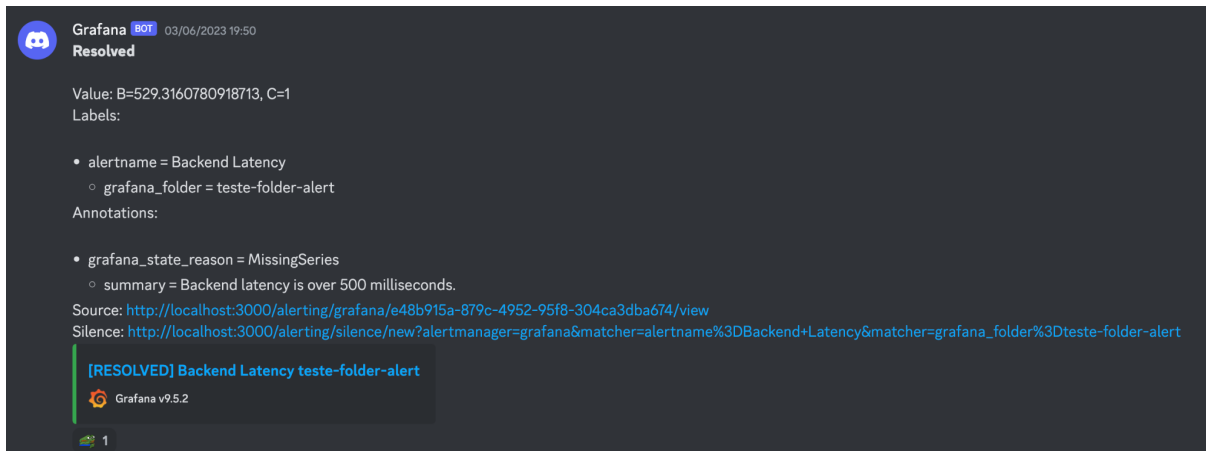 Grafana BOT 03/06/2023 19:50
Resolved
Value: B=529.3160780918713, C=1
Labels:
• alertname = Backend Latency
◦ grafana_folder = teste-folder-alert
Annotations:
• grafana_state_reason = MissingSeries
◦ summary = Backend latency is over 500 milliseconds.
Source: http://localhost:3000/alerting/grafana/e48b915a-879c-4952-95f8-304ca3dba674/view
Silence: http://localhost:3000/alerting/silence/new?alertmanager=grafana&matcher=alertname%3DBackend+Latency&matcher=grafana_folder%3Dteste-folder-alert
[RESOLVED] Backend Latency teste-folder-alert
Grafana v9.5.2
1